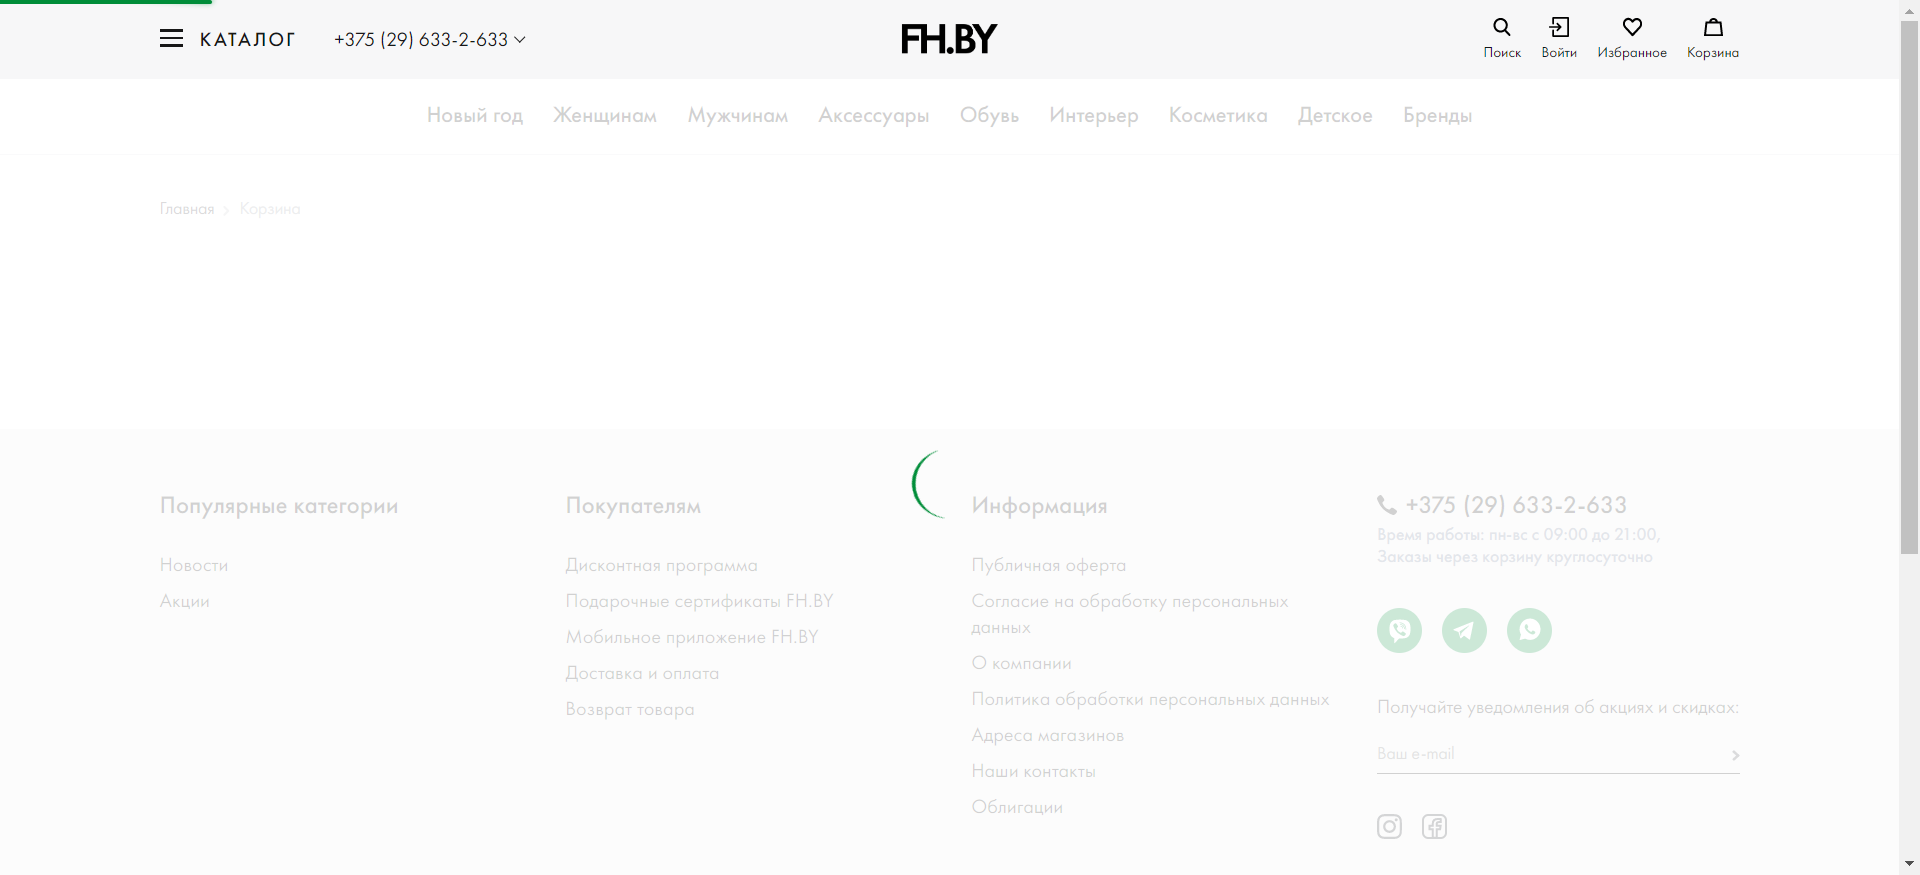 КАТАЛОГ
+375 (29) 633-2-633
FH.BY
Поиск
Войти
Избранное
Корзина
Новый год
Женщинам
Мужчинам
Аксессуары
Обувь
Интерьер
Косметика
Детское
Бренды
Главная
Корзина
Популярные категории
Новости
Акции
Покупателям
Дисконтная программа
Подарочные сертификаты FH.BY
Мобильное приложение FH.BY
Доставка и оплата
Возврат товара
Информация
Публичная оферта
Согласие на обработку персональных
данных
О компании
Политика обработки персональных данных
Адреса магазинов
Наши контакты
Облигации
+375 (29) 633-2-633
Время работы: пн-вс с 09:00 до 21:00,
Заказы через корзину круглосуточно
Получайте уведомления об акциях и скидках:
Ваш e-mail